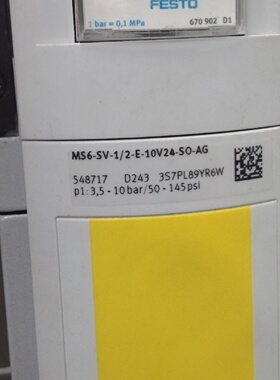 FESTO
1 bar = 0,1 MPa 670 902 D1
MS6-SV-1/2-E-10V24-SO-AG
548717 D243 3S7PL89YR6W
p1: 3,5 - 10 bar/50 - 145 psi